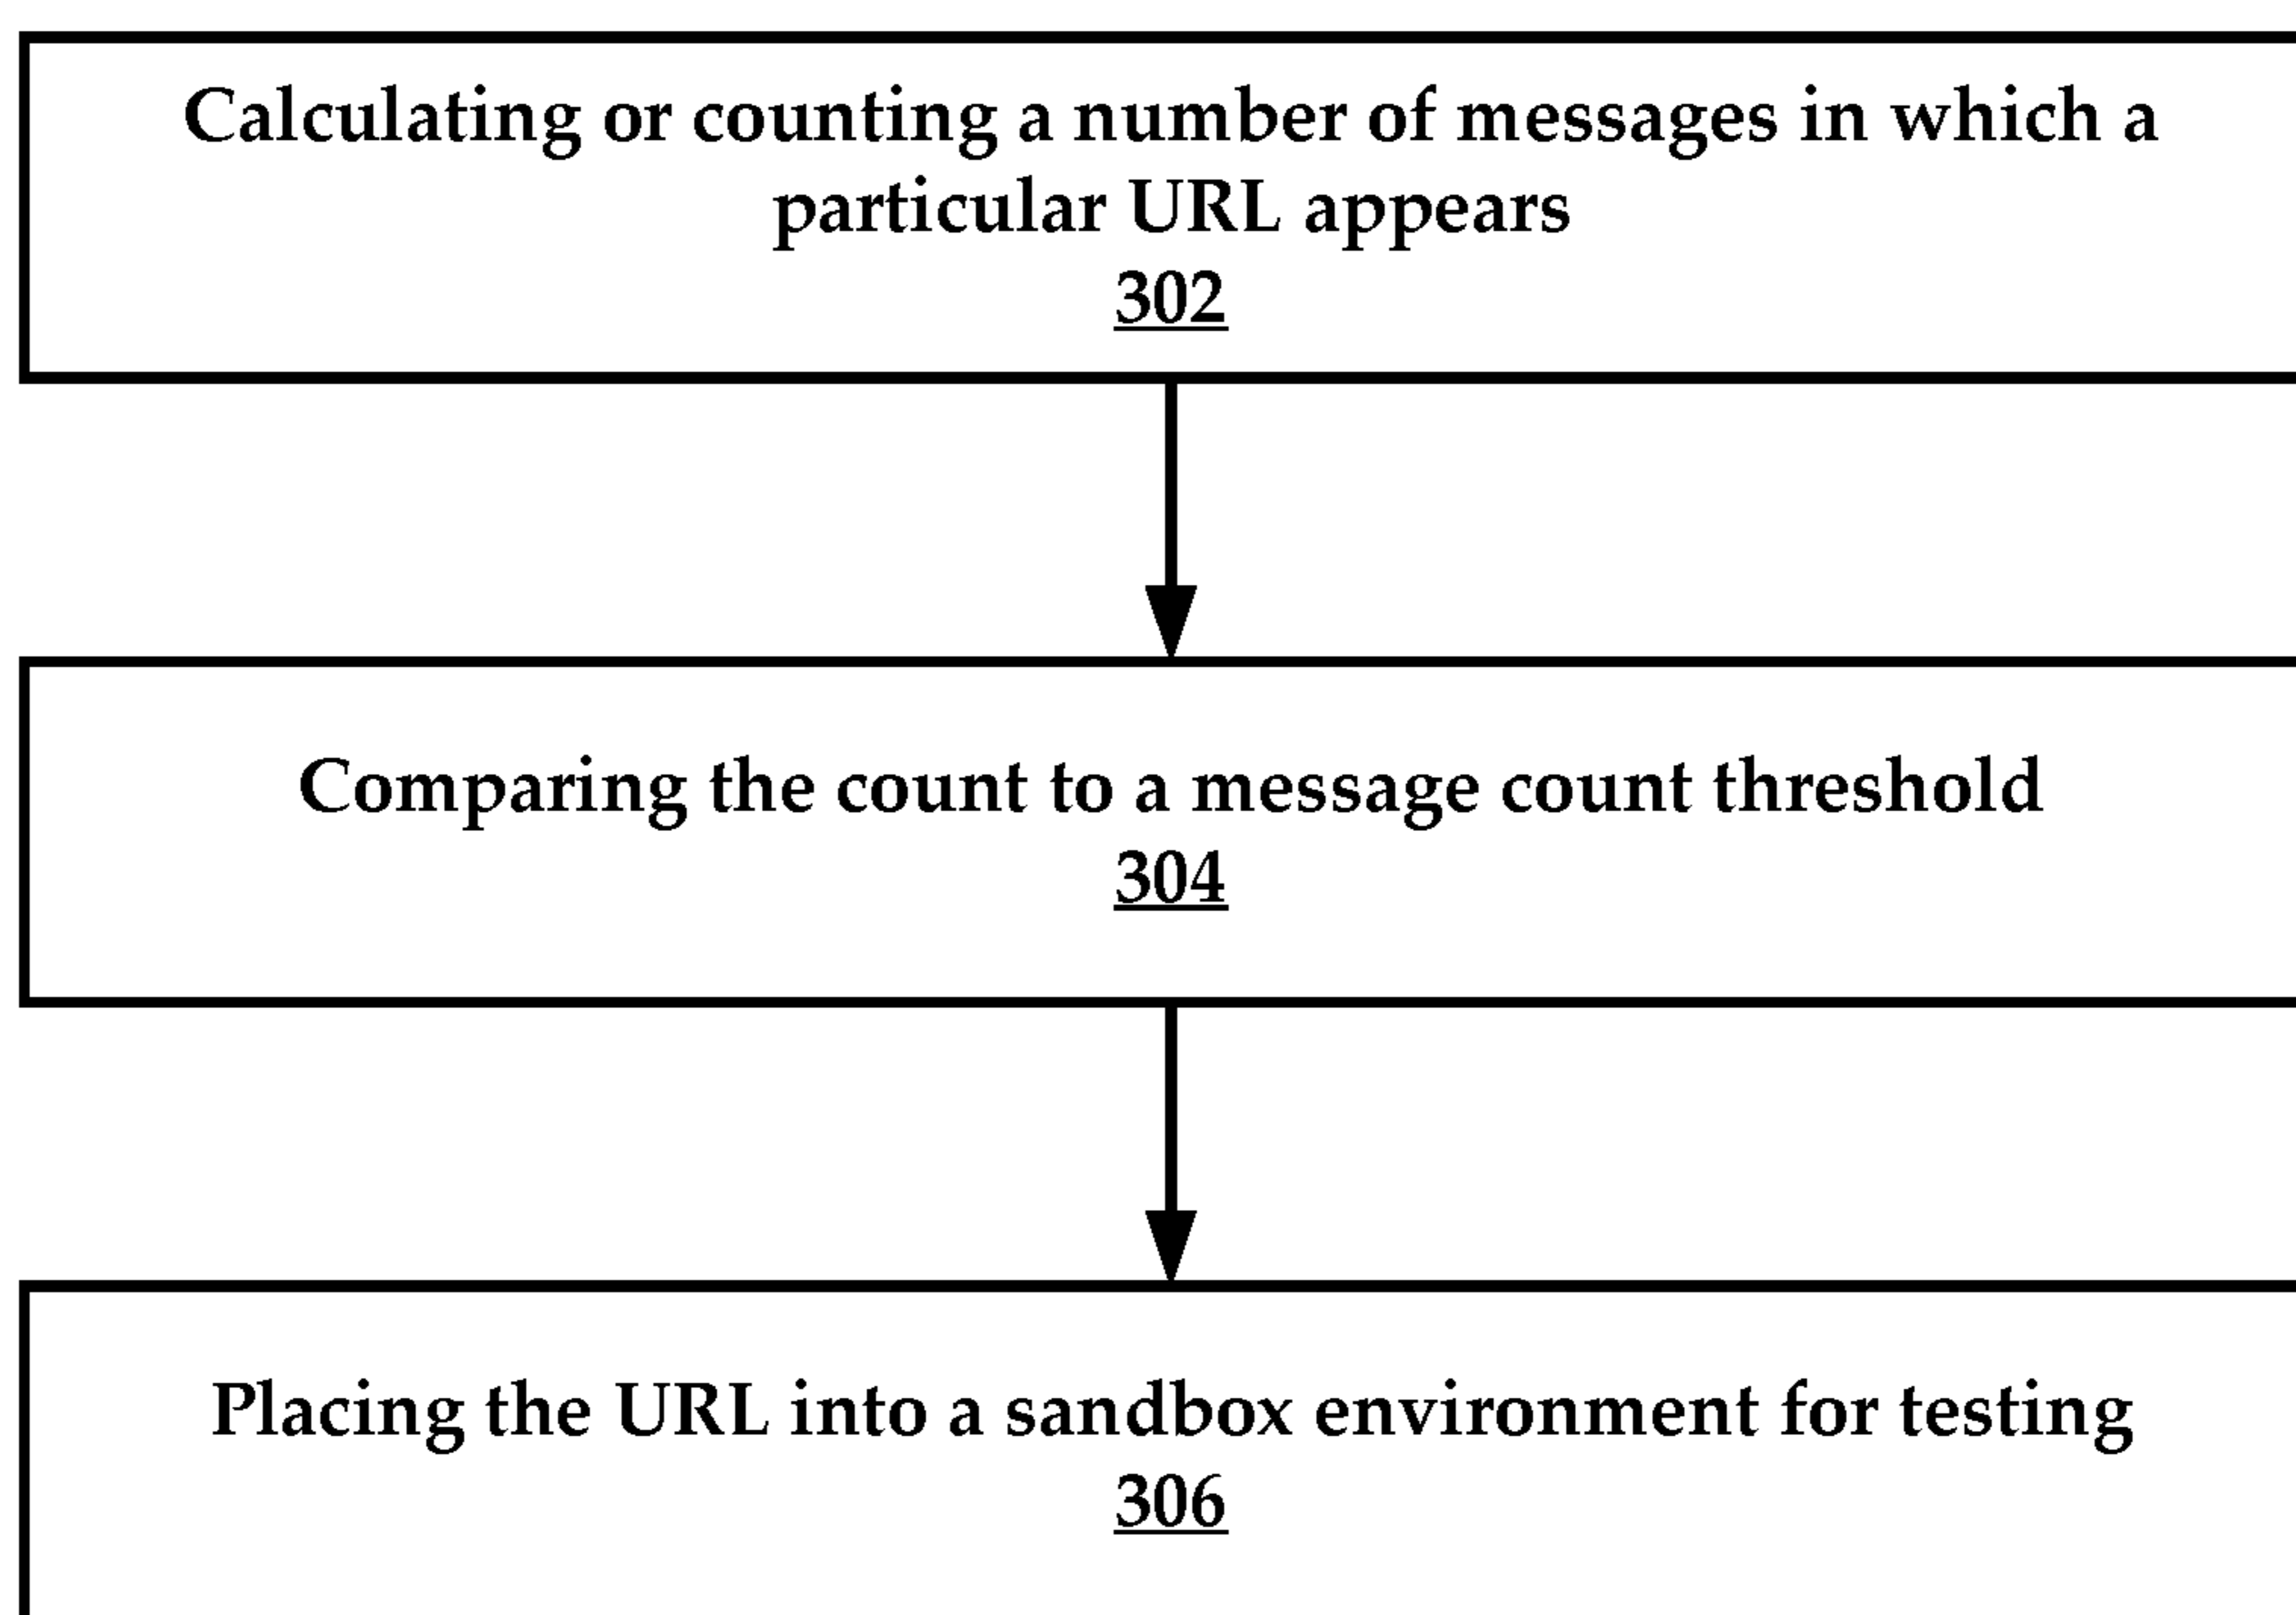 Calculating or counting a number of messages in which a
particular URL appears
302
Comparing the count to a message count threshold
304
Placing the URL into a sandbox environment for testing
306